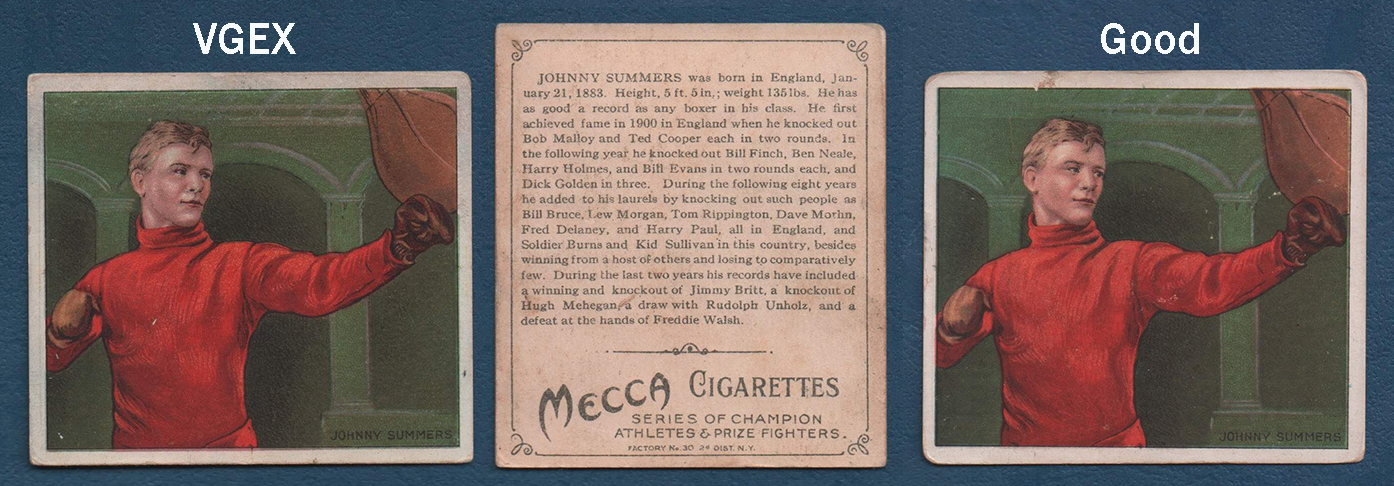 VGEX
JOHNNY SUMMERS
JOHNNY SUMMERS was born in England, Jan-
uary 21, 1883. Height, 5 ft. 5 in.; weight 135 lbs. He has
as good a record as any boxer in his class. He first
achieved fame in 1900 in England when he knocked out
Bob Malloy and Ted Cooper each in two rounds. In
the following year he knocked out Bill Finch, Ben Neale,
Harry Holmes, and Bill Evans in two rounds each, and
Dick Golden in three. During the following eight years
he added to his laurels by knocking out such people as
Bill Bruce, Lew Morgan, Tom Rippington, Dave Morhn,
Fred Delaney, and Harry Paul, all in England, and
Soldier Burns and Kid Sullivan in this country, besides
winning from a host of others and losing to comparatively
few. During the last two years his records have included
a winning and knockout of Jimmy Britt, a knockout of
Hugh Mehegan, a draw with Rudolph Unholz, and a
defeat at the hands of Freddie Walsh.
MECCA CIGARETTES
SERIES OF CHAMPION
ATHLETES & PRIZE FIGHTERS.
FACTORY No. 30 2d DIST. N.Y.
Good
JOHNNY SUMMERS